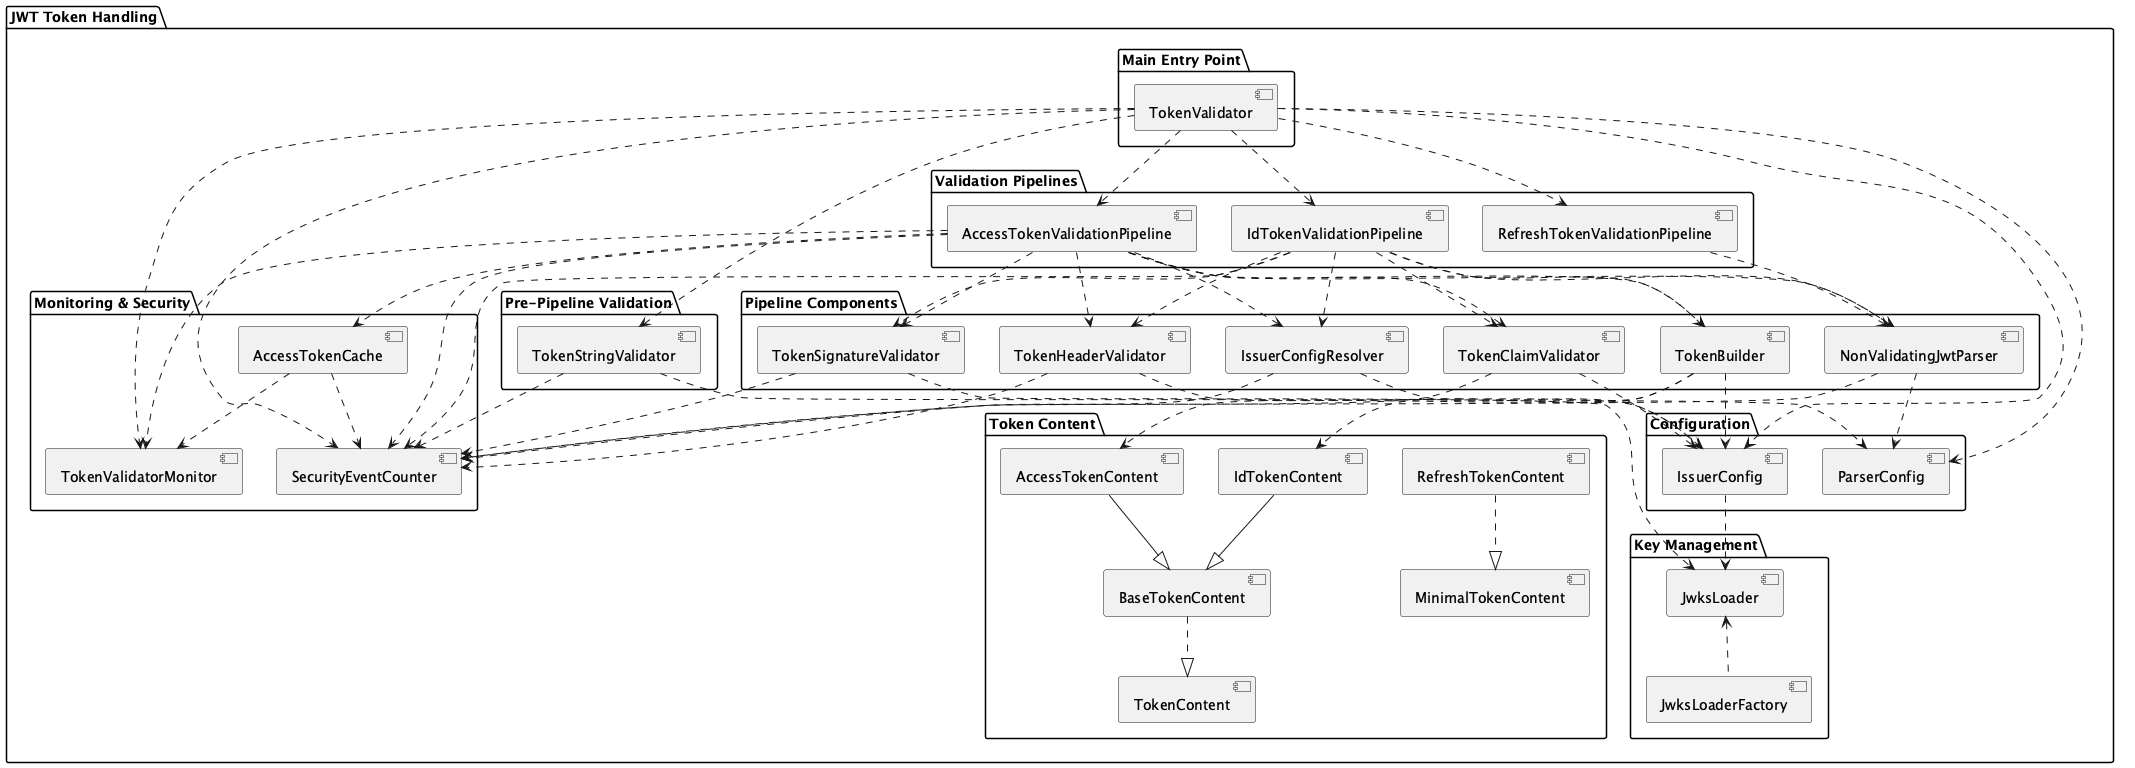 JWT Token Handling
Main Entry Point
TokenValidator
Validation Pipelines
AccessTokenValidationPipeline
IdTokenValidationPipeline
RefreshTokenValidationPipeline
Monitoring & Security
AccessTokenCache
TokenValidatorMonitor
SecurityEventCounter
Pre-Pipeline Validation
TokenStringValidator
Pipeline Components
TokenSignatureValidator
TokenHeaderValidator
IssuerConfigResolver
TokenClaimValidator
TokenBuilder
NonValidatingJwtParser
Token Content
AccessTokenContent
IdTokenContent
RefreshTokenContent
BaseTokenContent
MinimalTokenContent
TokenContent
Configuration
IssuerConfig
ParserConfig
Key Management
JwksLoader
JwksLoaderFactory